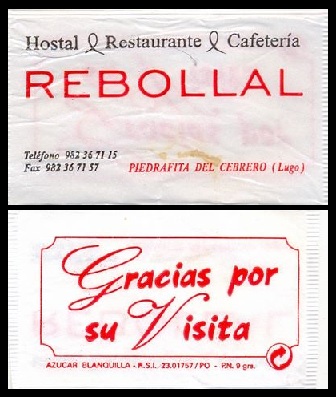 Hostal Restaurante Cafetería
REBOLLAL
Teléfono 982 36 71 15
Fax 982 36 71 57
PIEDRAFITA DEL CEBRERO (Lugo)
Gracias por
su Visita
AZUCAR BLANQUILLA - R.S.I. 23.01757/PO - P.N. 9 grs.